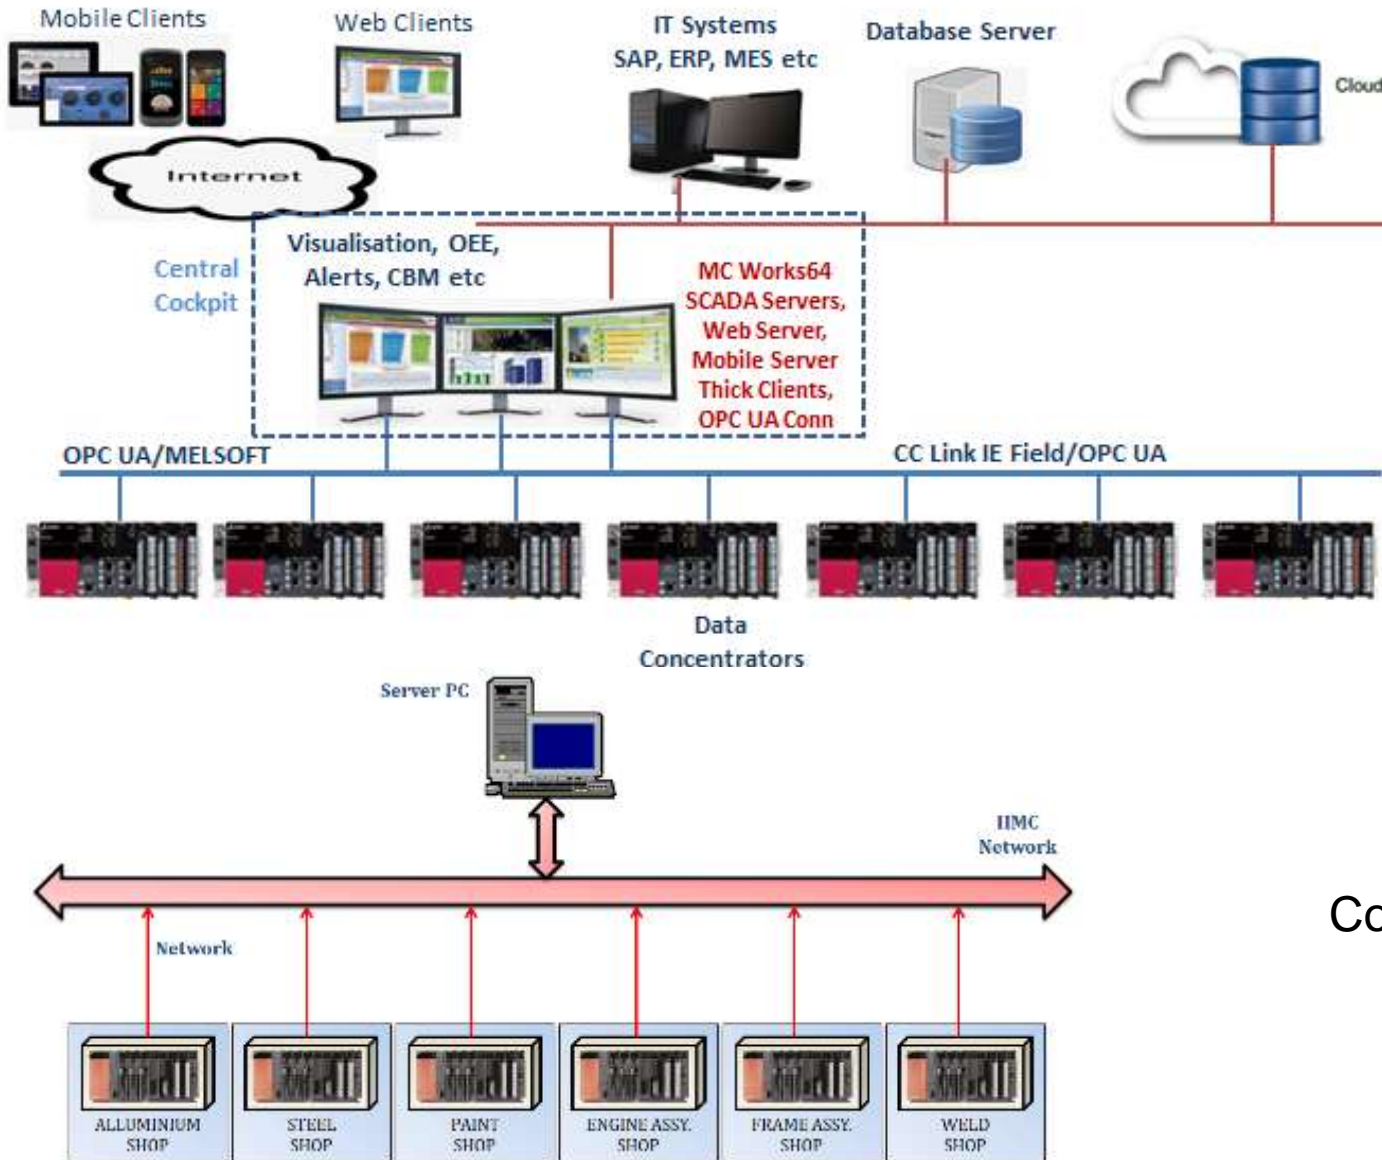 Mobile Clients
Web Clients
IT Systems
SAP, ERP, MES etc
Database Server
Cloud
Internet
Central
Cockpit
Visualisation, OEE,
Alerts, CBM etc
MC Works64
SCADA Servers,
Web Server,
Mobile Server
Thick Clients,
OPC UA Conn
OPC UA/MELSOFT
CC Link IE Field/OPC UA
Data
Concentrators
Server PC
IIMC
Network
Co
Network
ALLUMINIUM
SHOP
STEEL
SHOP
PAINT
SHOP
ENGINE ASSY.
SHOP
FRAME ASSY.
SHOP
WELD
SHOP